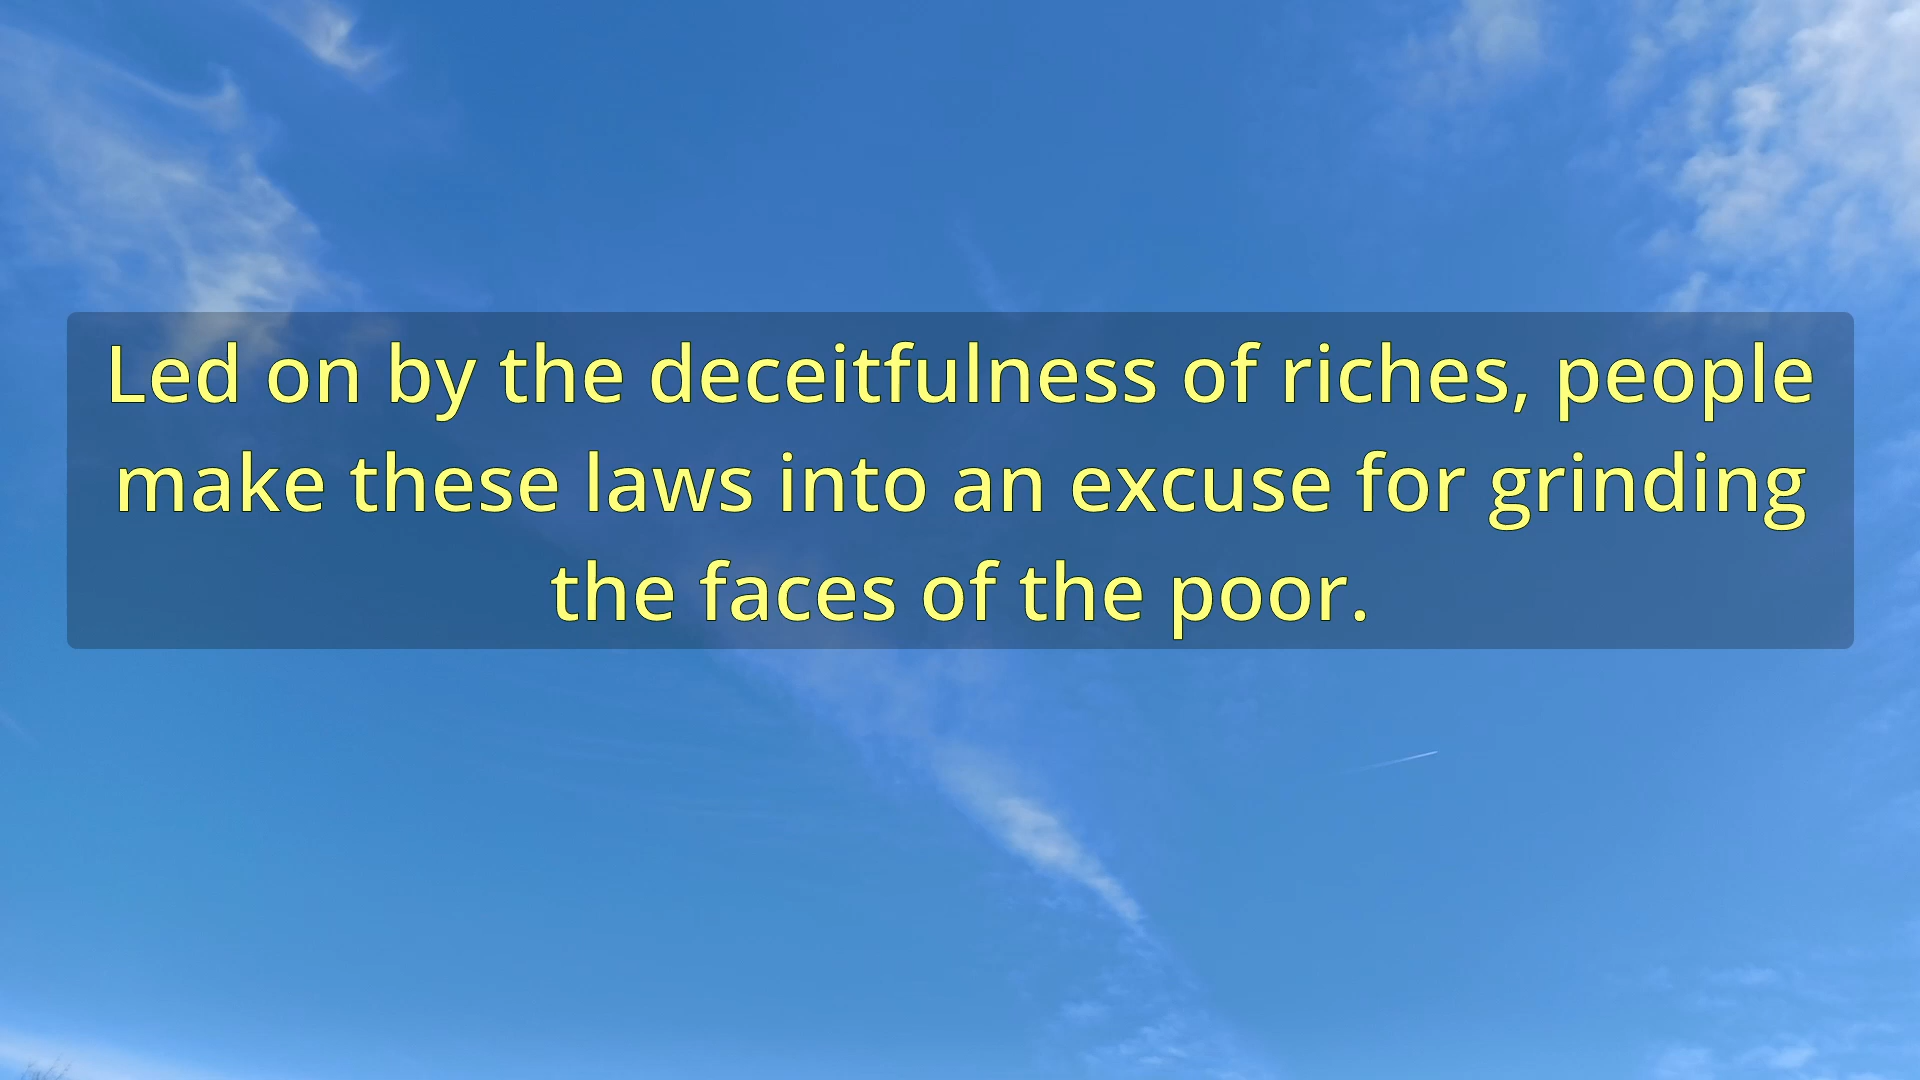 Led on by the deceitfulness of riches, people
make these laws into an excuse for grinding
the faces of the poor.